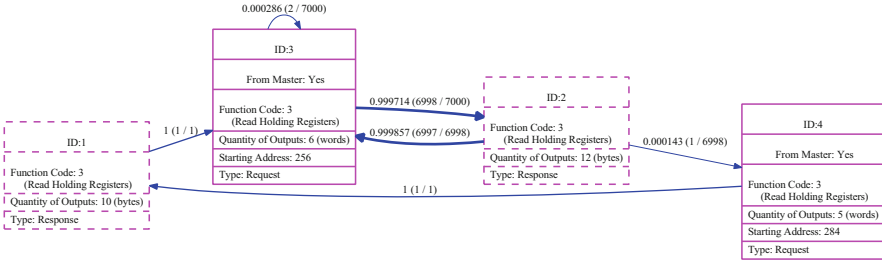 0.000286 (2 / 7000)
ID:3
From Master: Yes
Function Code: 3
(Read Holding Registers)
Quantity of Outputs: 6 (words)
Starting Address: 256
Type: Request
0.999714 (6998 / 7000)
0.999857 (6997 / 6998)
ID:2
Function Code: 3
(Read Holding Registers)
Quantity of Outputs: 12 (bytes)
Type: Response
0.000143 (1 / 6998)
ID:4
From Master: Yes
Function Code: 3
(Read Holding Registers)
Quantity of Outputs: 5 (words)
Starting Address: 284
Type: Request
1 (1 / 1)
ID:1
Function Code: 3
(Read Holding Registers)
Quantity of Outputs: 10 (bytes)
Type: Response
1 (1 / 1)